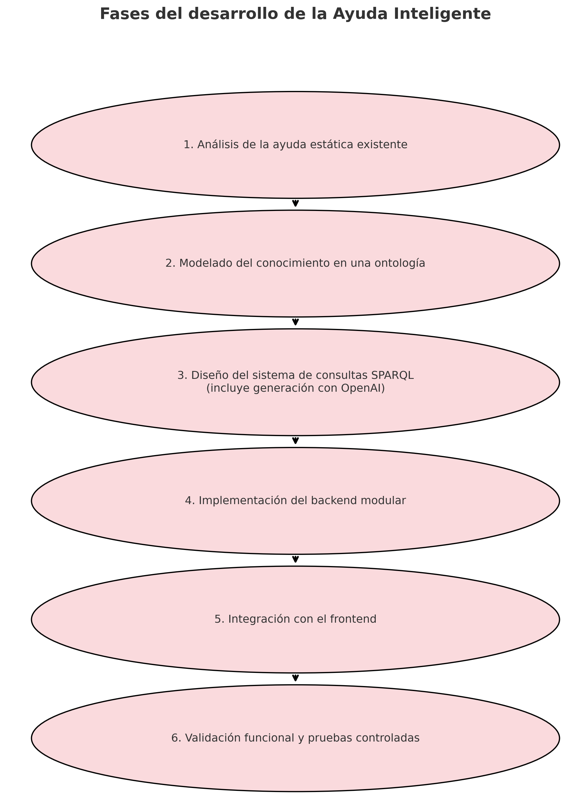 Fases del desarrollo de la Ayuda Inteligente
1. Análisis de la ayuda estática existente
2. Modelado del conocimiento en una ontología
3. Diseño del sistema de consultas SPARQL
(incluye generación con OpenAI)
4. Implementación del backend modular
5. Integración con el frontend
6. Validación funcional y pruebas controladas